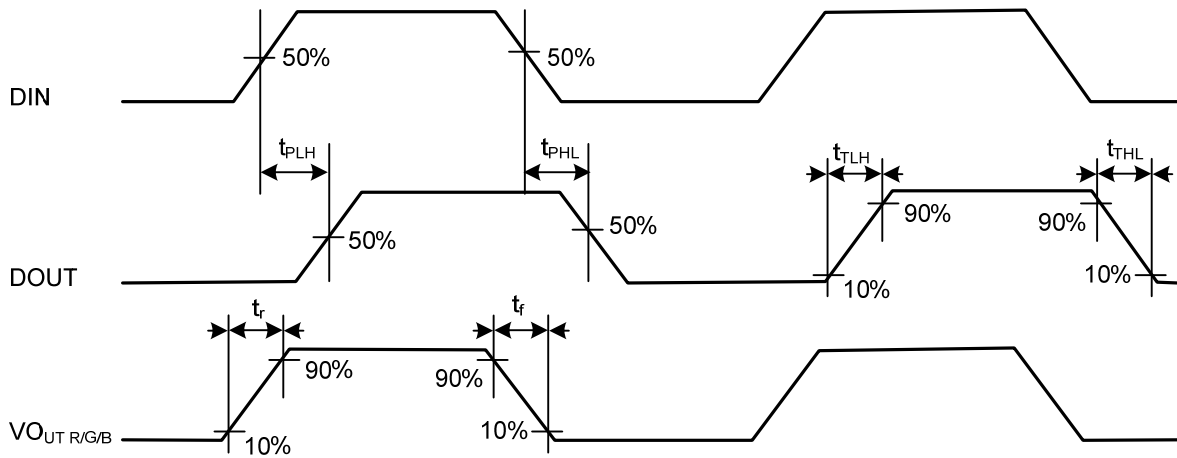 50%
50%
DIN
tPLH
tPHL
tTLH
tTHL
50%
50%
90%
90%
DOUT
10%
10%
tr
tf
90%
90%
VOUT R/G/B
10%
10%